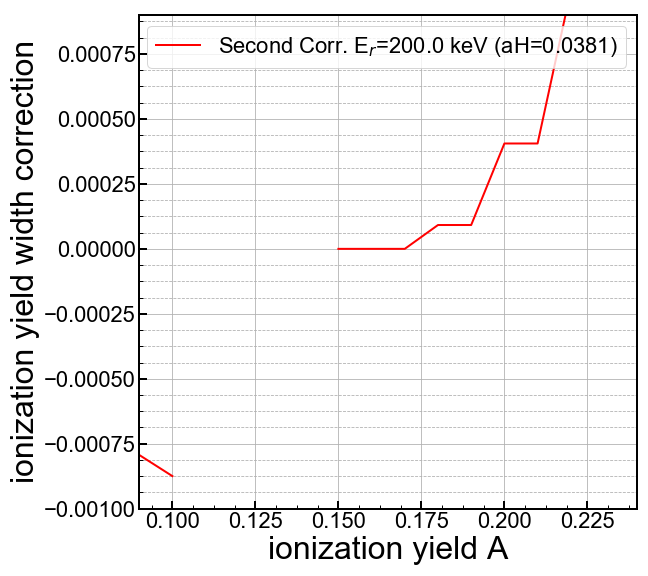 Second Corr. Eᵣ=200.0 keV (aH=0.0381)
ionization yield width correction
0.00075
0.00050
0.00025
0.00000
−0.00025
−0.00050
−0.00075
−0.00100
0.100 0.125 0.150 0.175 0.200 0.225
ionization yield A